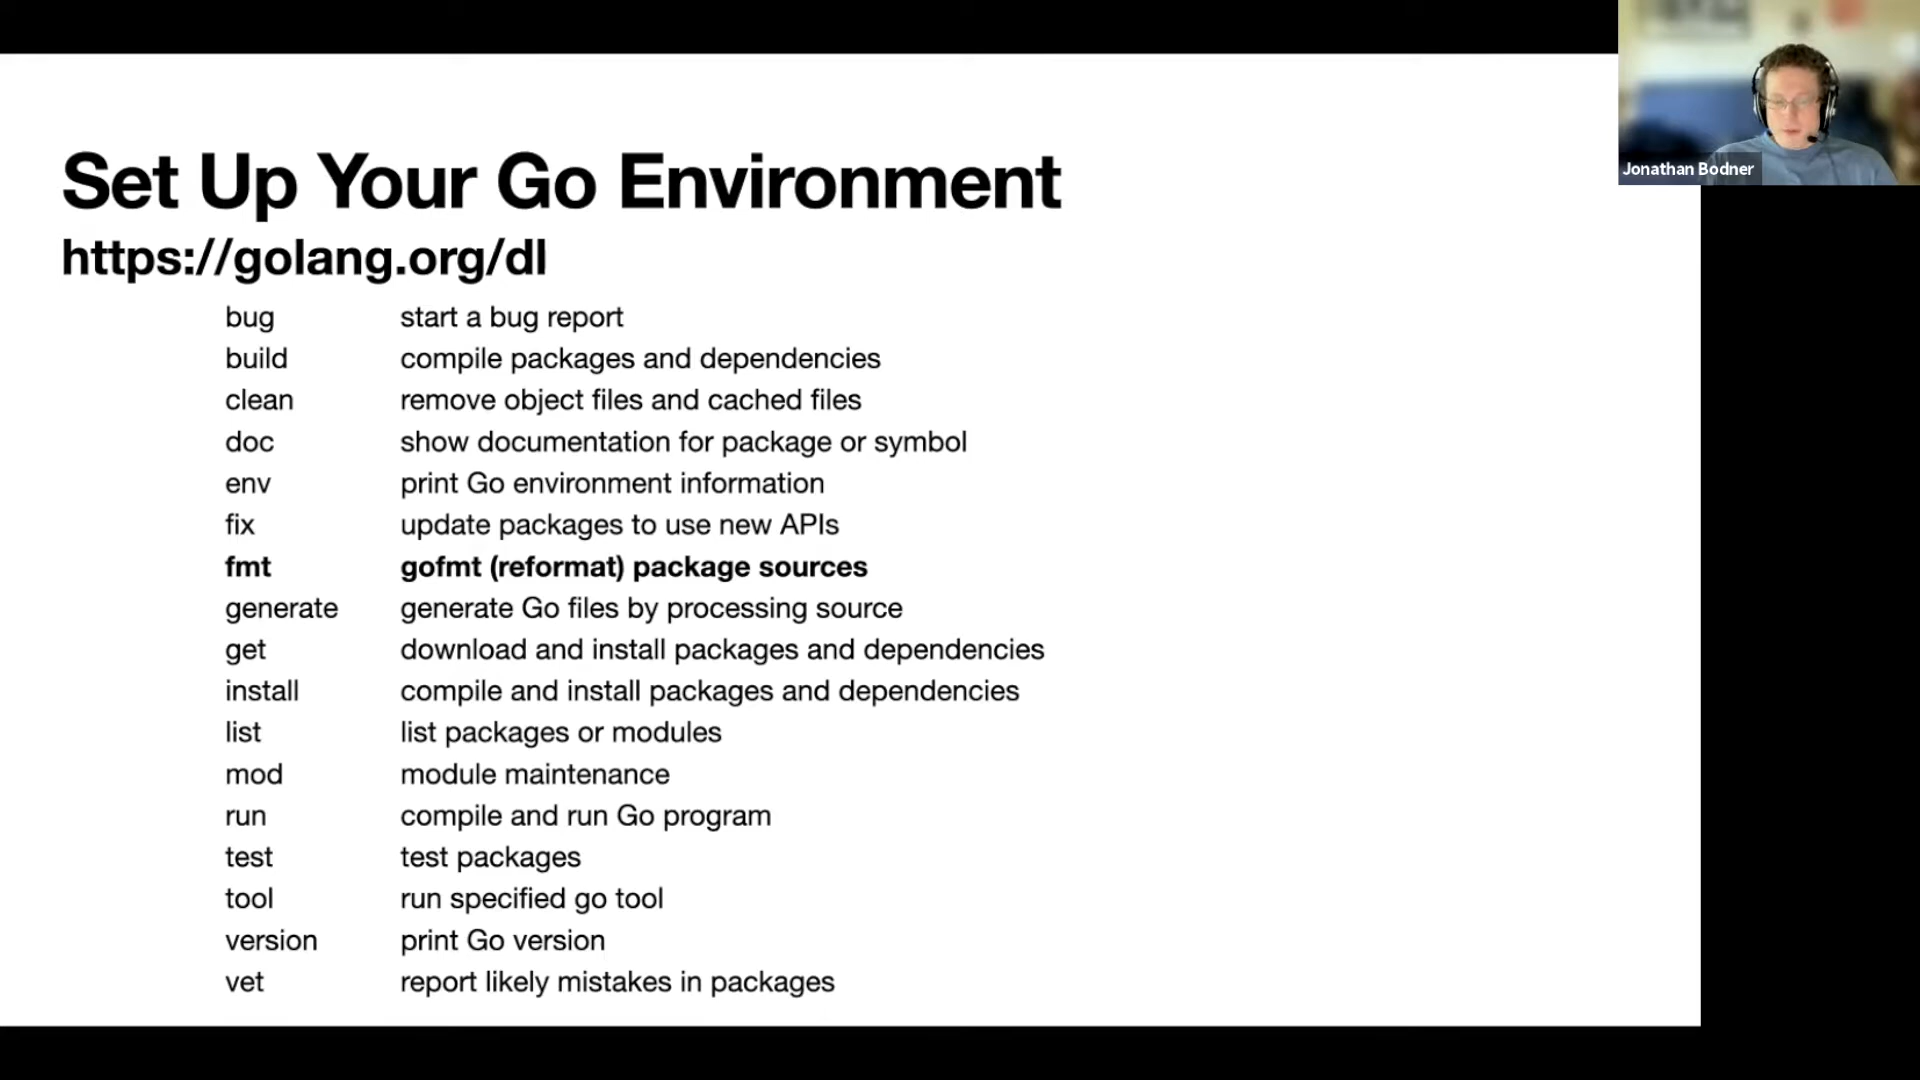 Set Up Your Go Environment
https://golang.org/dl
bug start a bug report
build compile packages and dependencies
clean remove object files and cached files
doc show documentation for package or symbol
env print Go environment information
fix update packages to use new APIs
fmt gofmt (reformat) package sources
generate generate Go files by processing source
get download and install packages and dependencies
install compile and install packages and dependencies
list list packages or modules
mod module maintenance
run compile and run Go program
test test packages
tool run specified go tool
version print Go version
vet report likely mistakes in packages
Jonathan Bodner